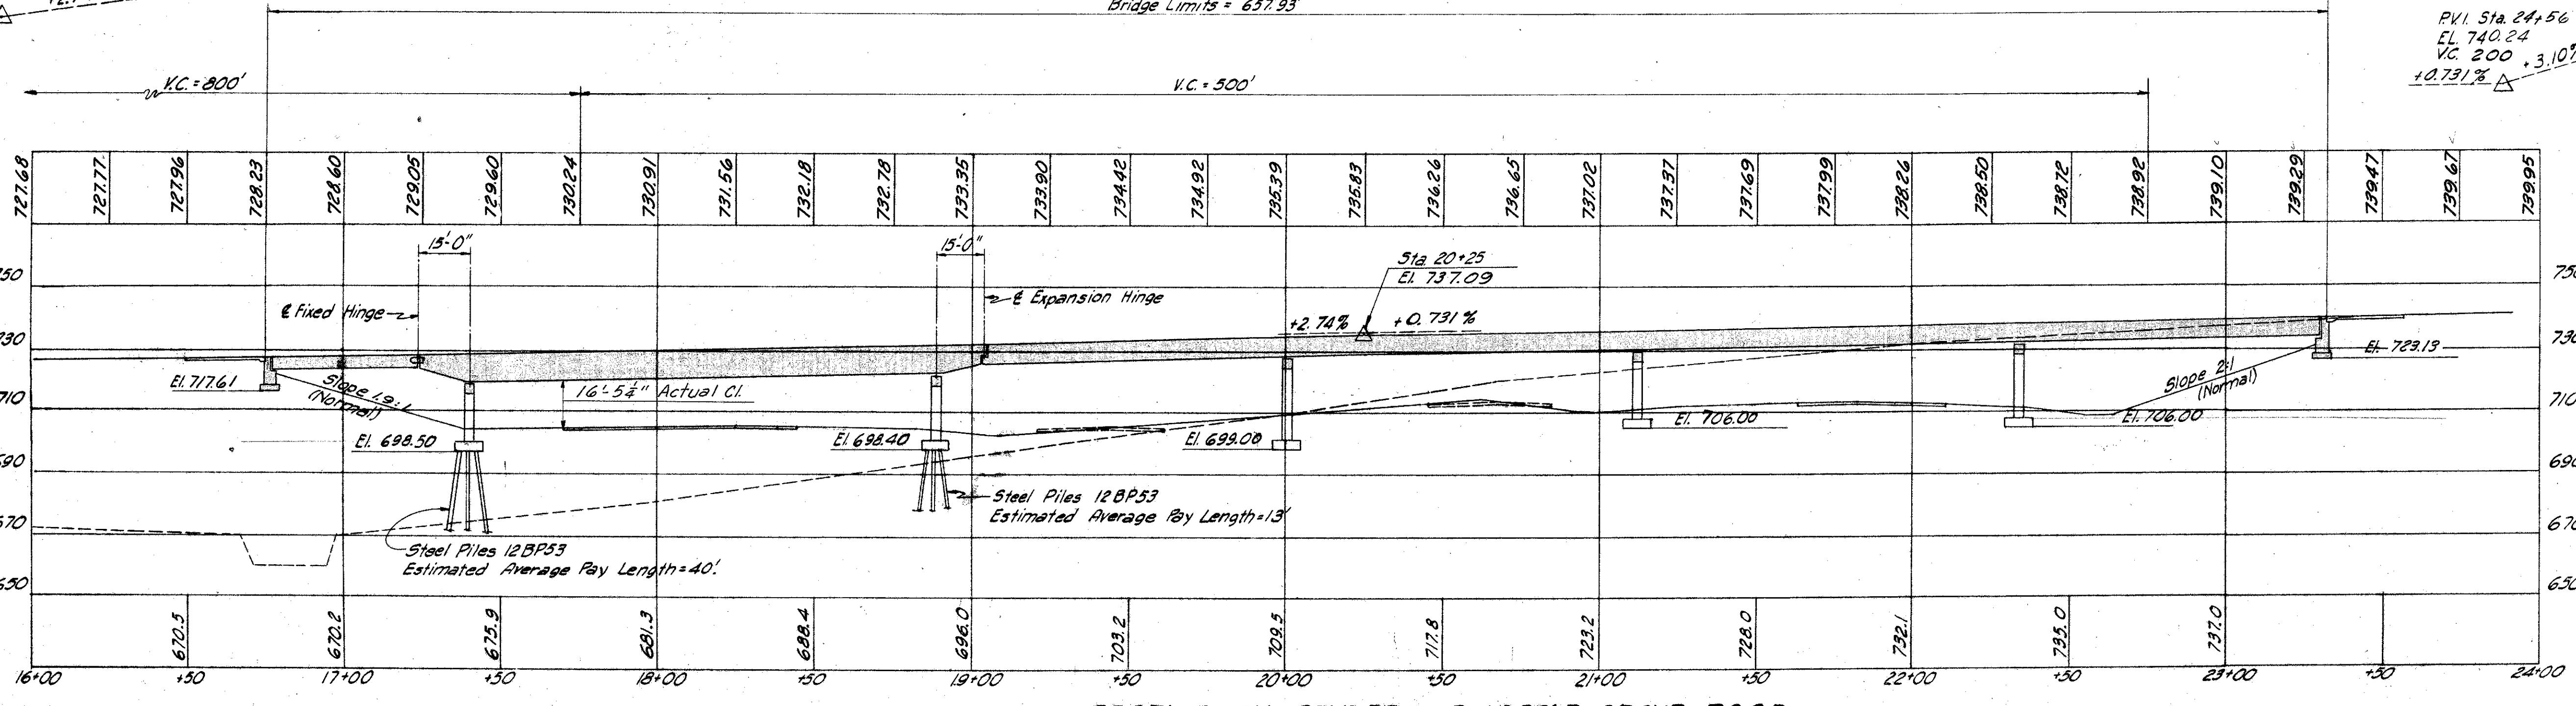 Bridge Limits = 657.93'
P.V.I. Sta. 24+56
EL. 740.24
V.C. 200
+0.731%
+3.10%
V.C. = 800'
V.C. = 500'
727.68 727.77 727.96 728.23 728.60 729.05 729.60 730.24 730.91 731.56 732.18 732.78 733.35 733.90 734.42 734.92 735.39 735.83 736.26 736.65 737.02 737.37 737.69 737.99 738.26 738.50 738.72 738.92 739.10 739.29 739.47 739.67 739.95
15'-0" 15'-0"
Sta. 20+25
El. 737.09
℄ Fixed Hinge
℄ Expansion Hinge
+2.74% +0.731%
730
El. 717.61
Slope 1.9:1
(Normal)
16'-5¼" Actual Cl.
El. 723.13
Slope 2:1
(Normal)
710 710
El. 698.50
El. 698.40
El. 699.00
El. 706.00
El. 706.00
Steel Piles 12BP53
Estimated Average Pay Length=13'
Steel Piles 12BP53
Estimated Average Pay Length=40'.
670.5 670.2 675.9 681.3 688.4 696.0 703.2 709.5 717.8 723.2 728.0 732.1 735.0 737.0
16+00 +50 17+00 +50 18+00 +50 19+00 +50 20+00 +50 21+00 +50 22+00 +50 23+00 +50 24+00